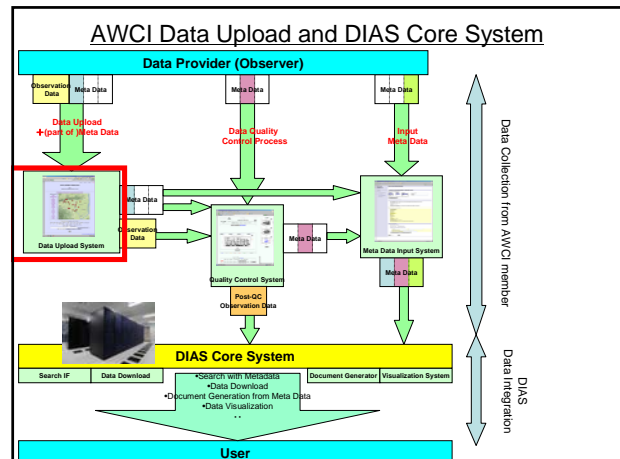 AWCI Data Upload and DIAS Core System
Data Provider (Observer)
Observation
Data
Meta Data
Meta Data
Meta Data
Data Upload
+(part of )Meta Data
Data Quality
Control Process
Input
Meta Data
Data Collection from AWCI member
Meta Data
Observation
Data
Data Upload System
Meta Data
Quality Control System
Meta Data Input System
Post-QC
Observation Data
Meta Data
DIAS Core System
Search IF
Data Download
•Search with Metadata
•Data Download
•Document Generation from Meta Data
•Data Visualization
. .
Document Generator
Visualization System
DIAS
Data Integration
User